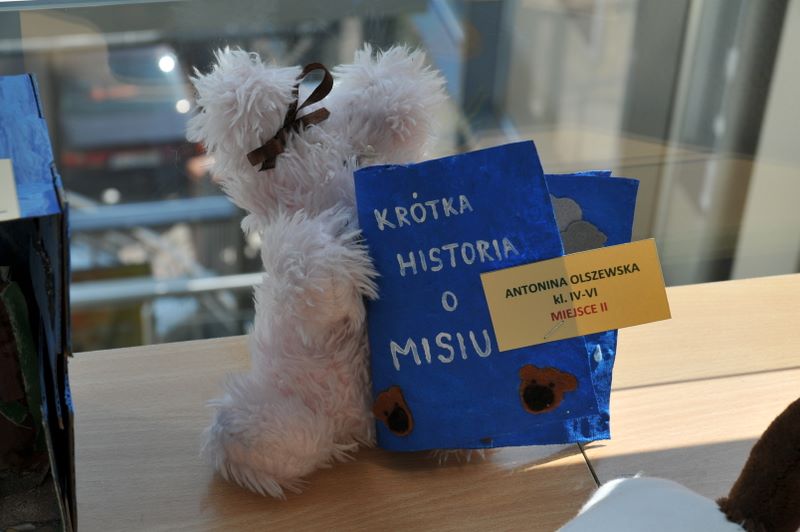 KRÓTKA
HISTORIA
O
MISIU
ANTONINA OLSZEWSKA
kl. IV-VI
MIEJSCE II